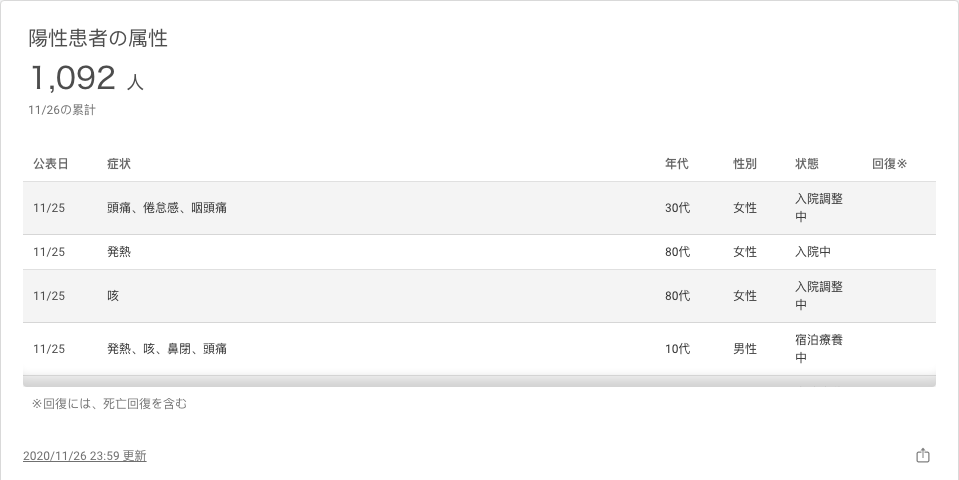 陽性患者の属性
1,092 人
11/26の累計
公表日 症状 年代 性別 状態 回復※
11/25 頭痛、倦怠感、咽頭痛 30代 女性 入院調整
中
11/25 発熱 80代 女性 入院中
11/25 咳 80代 女性 入院調整
中
11/25 発熱、咳、鼻閉、頭痛 10代 男性 宿泊療養
中
※回復には、死亡回復を含む
2020/11/26 23:59 更新